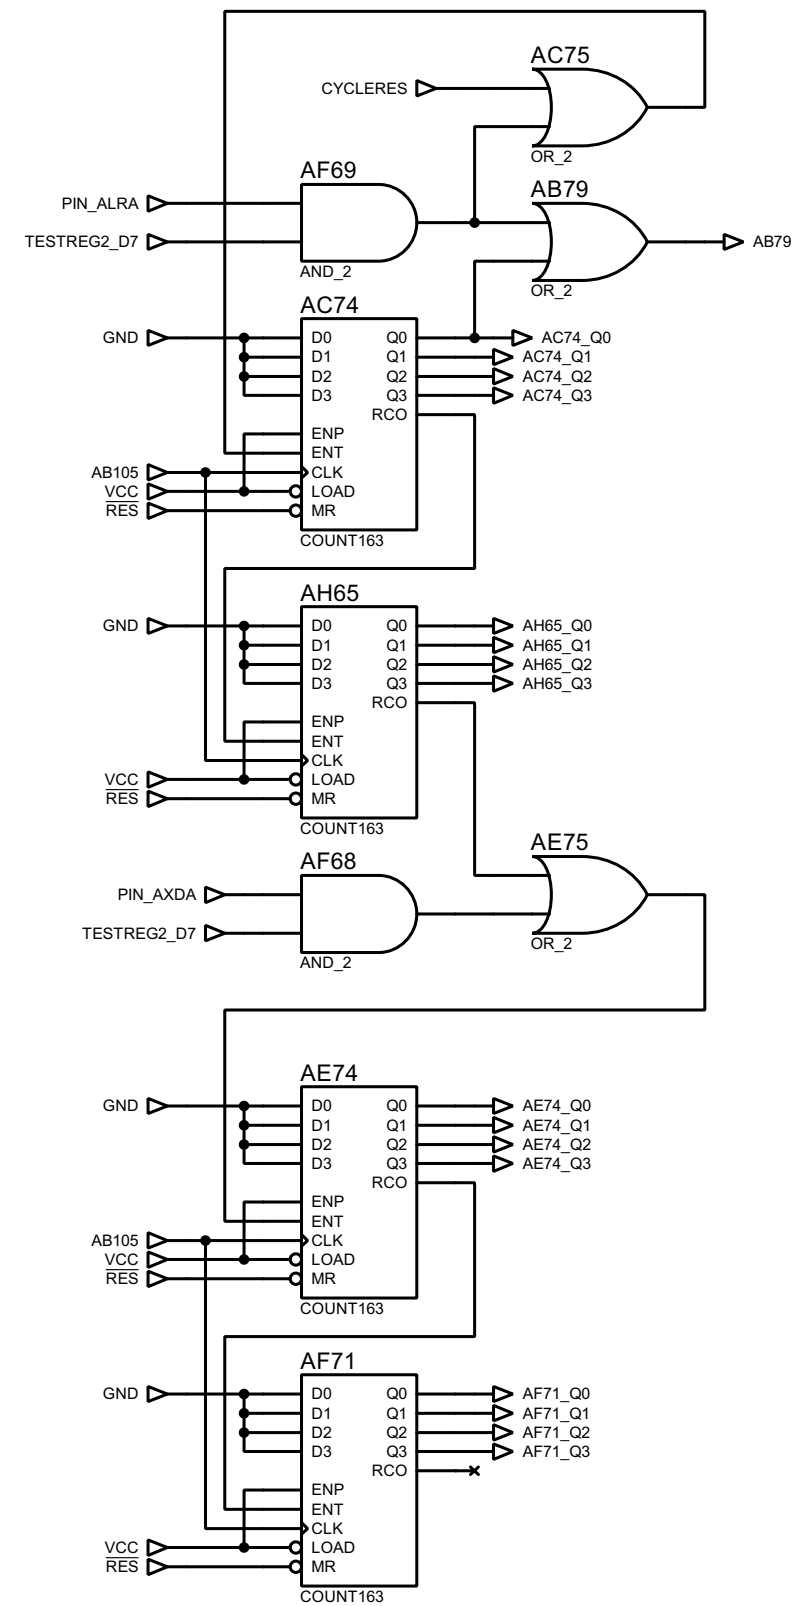 AC75
CYCLERES
OR_2
AF69
AB79
PIN_ALRA
TESTREG2_D7
AB79
AND_2
OR_2
AC74
GND D0 Q0 AC74_Q0
D1 Q1 AC74_Q1
D2 Q2 AC74_Q2
D3 Q3 AC74_Q3
RCO
ENP
ENT
AB105 CLK
VCC LOAD
RES MR
COUNT163
AH65
GND D0 Q0 AH65_Q0
D1 Q1 AH65_Q1
D2 Q2 AH65_Q2
D3 Q3 AH65_Q3
RCO
ENP
ENT
CLK
VCC LOAD
RES MR
COUNT163
AF68 AE75
PIN_AXDA
TESTREG2_D7
AND_2 OR_2
AE74
GND D0 Q0 AE74_Q0
D1 Q1 AE74_Q1
D2 Q2 AE74_Q2
D3 Q3 AE74_Q3
RCO
ENP
ENT
AB105 CLK
VCC LOAD
RES MR
COUNT163
AF71
GND D0 Q0 AF71_Q0
D1 Q1 AF71_Q1
D2 Q2 AF71_Q2
D3 Q3 AF71_Q3
RCO
ENP
ENT
CLK
VCC LOAD
RES MR
COUNT163